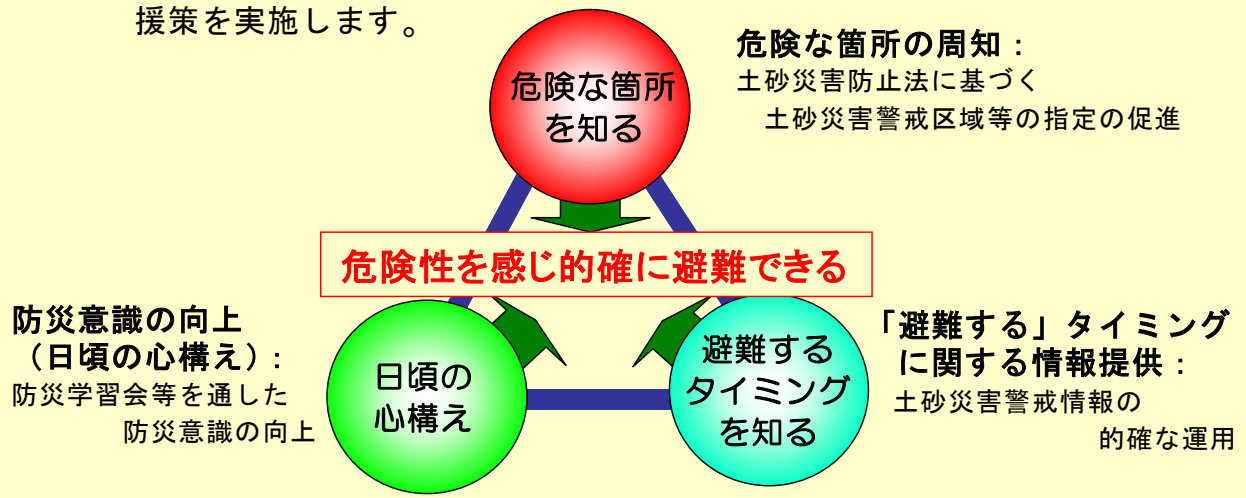 援策を実施します。
危険な箇所
を知る
危険な箇所の周知：
土砂災害防止法に基づく
土砂災害警戒区域等の指定の促進
危険性を感じ的確に避難できる
防災意識の向上
（日頃の心構え）：
防災学習会等を通した
防災意識の向上
日頃の
心構え
避難する
タイミング
を知る
「避難する」タイミング
に関する情報提供：
土砂災害警戒情報の
的確な運用